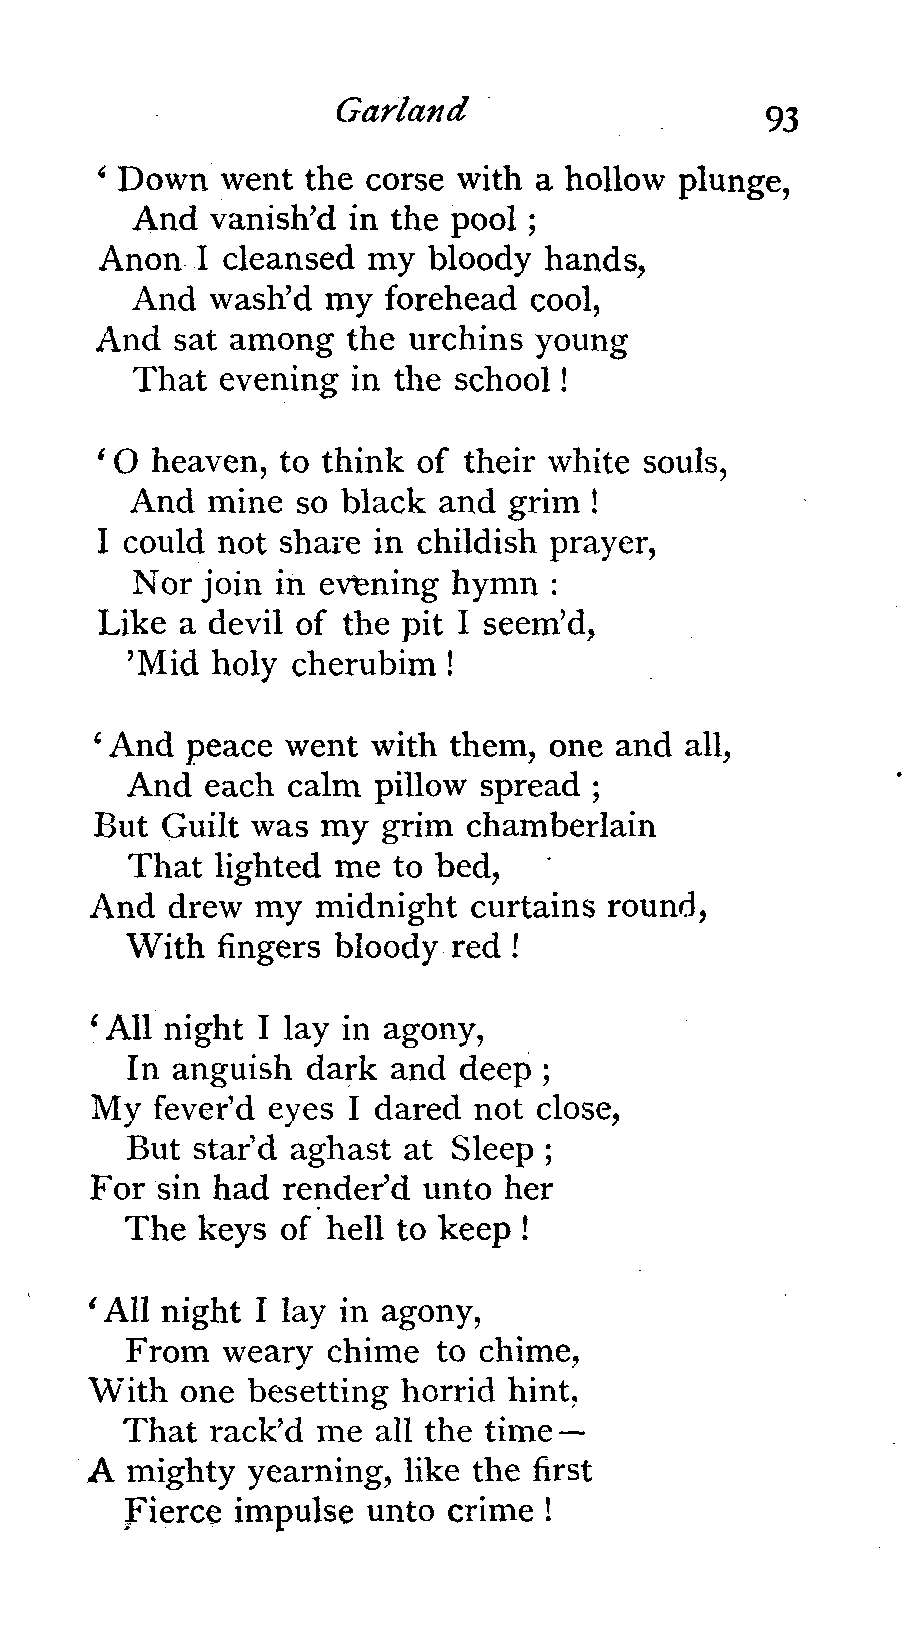 Garland 93
‘ Down went the corse with a hollow plunge,
And vanish’d in the pool ;
Anon I cleansed my bloody hands,
And wash’d my forehead cool,
And sat among the urchins young
That evening in the school !
‘ O heaven, to think of their white souls,
And mine so black and grim !
I could not share in childish prayer,
Nor join in evening hymn :
Like a devil of the pit I seem’d,
’Mid holy cherubim !
‘ And peace went with them, one and all,
And each calm pillow spread ;
But Guilt was my grim chamberlain
That lighted me to bed,
And drew my midnight curtains round,
With fingers bloody red !
‘ All night I lay in agony,
In anguish dark and deep ;
My fever’d eyes I dared not close,
But star’d aghast at Sleep ;
For sin had render’d unto her
The keys of hell to keep !
‘ All night I lay in agony,
From weary chime to chime,
With one besetting horrid hint,
That rack’d me all the time—
A mighty yearning, like the first
Fierce impulse unto crime !